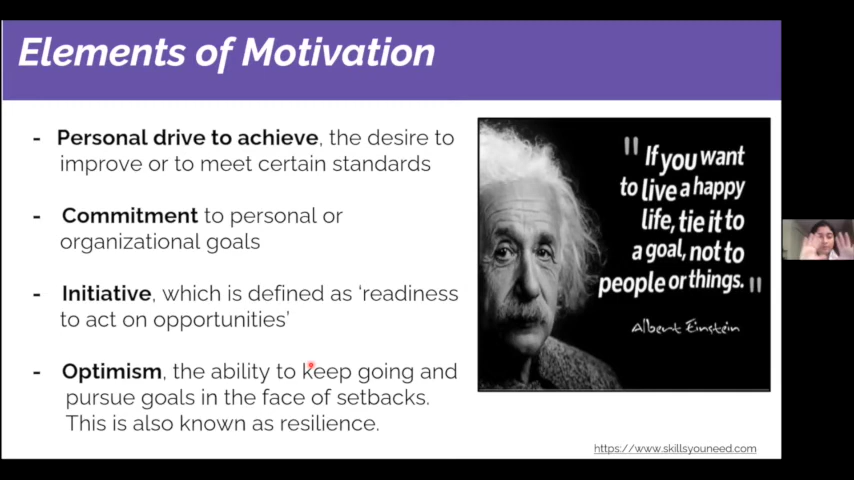 Elements of Motivation
- Personal drive to achieve, the desire to
improve or to meet certain standards
- Commitment to personal or
organizational goals
- Initiative, which is defined as ‘readiness
to act on opportunities’
- Optimism, the ability to keep going and
pursue goals in the face of setbacks.
This is also known as resilience.
"If you want
to live a happy
life, tie it to
a goal, not to
people or things."
Albert Einstein
https://www.skillsyouneed.com